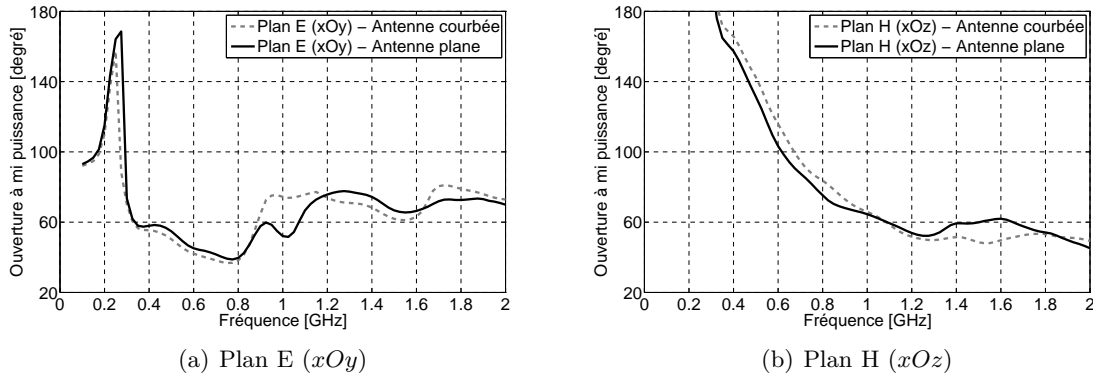 180
140
100
60
20
Ouverture à mi puissance [degré]
Plan E (xOy) − Antenne courbée
Plan E (xOy) − Antenne plane
0 0.2 0.4 0.6 0.8 1 1.2 1.4 1.6 1.8 2
Fréquence [GHz]
(a) Plan E (xOy)
180
140
100
60
20
Ouverture à mi puissance [degré]
Plan H (xOz) − Antenne courbée
Plan H (xOz) − Antenne plane
0 0.2 0.4 0.6 0.8 1 1.2 1.4 1.6 1.8 2
Fréquence [GHz]
(b) Plan H (xOz)